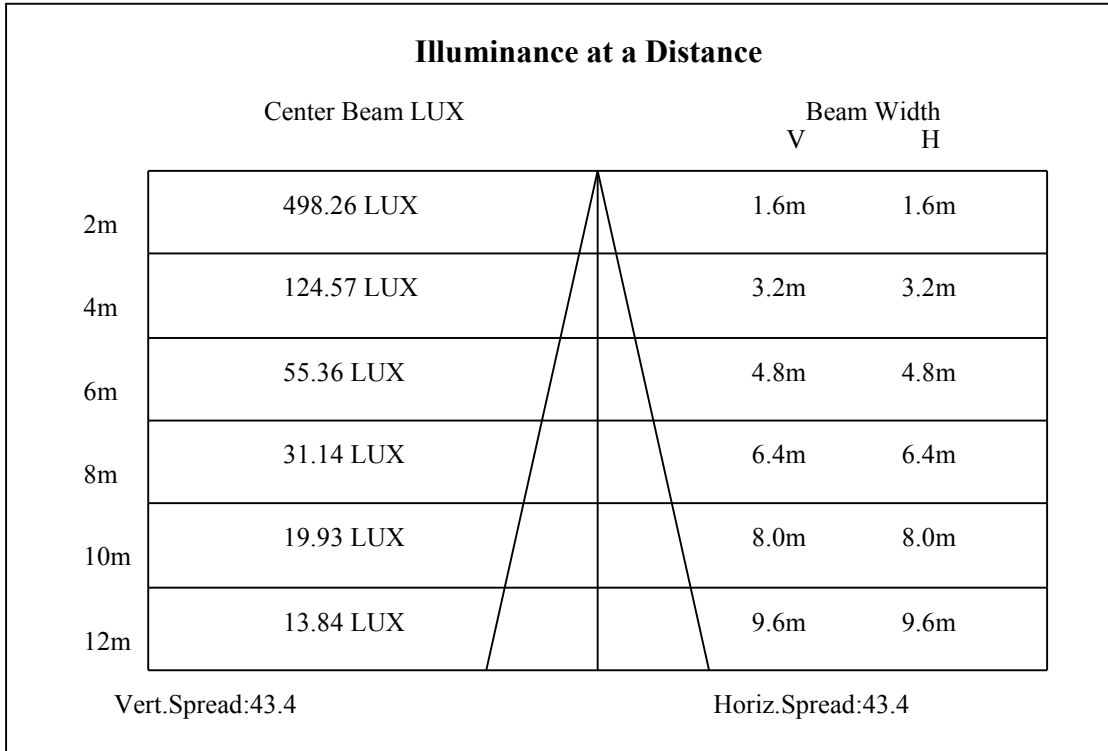 Illuminance at a Distance
Center Beam LUX Beam Width
V H
2m 498.26 LUX 1.6m 1.6m
4m 124.57 LUX 3.2m 3.2m
6m 55.36 LUX 4.8m 4.8m
8m 31.14 LUX 6.4m 6.4m
10m 19.93 LUX 8.0m 8.0m
12m 13.84 LUX 9.6m 9.6m
Vert.Spread:43.4 Horiz.Spread:43.4